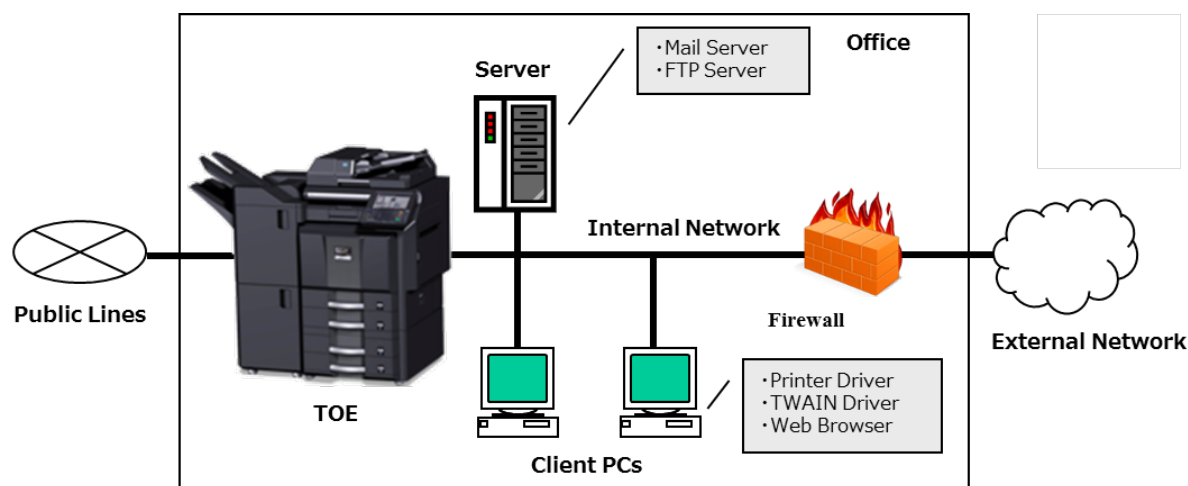 Office
・Mail Server
・FTP Server
Server
Internal Network
Public Lines
Firewall
External Network
TOE
・Printer Driver
・TWAIN Driver
・Web Browser
Client PCs